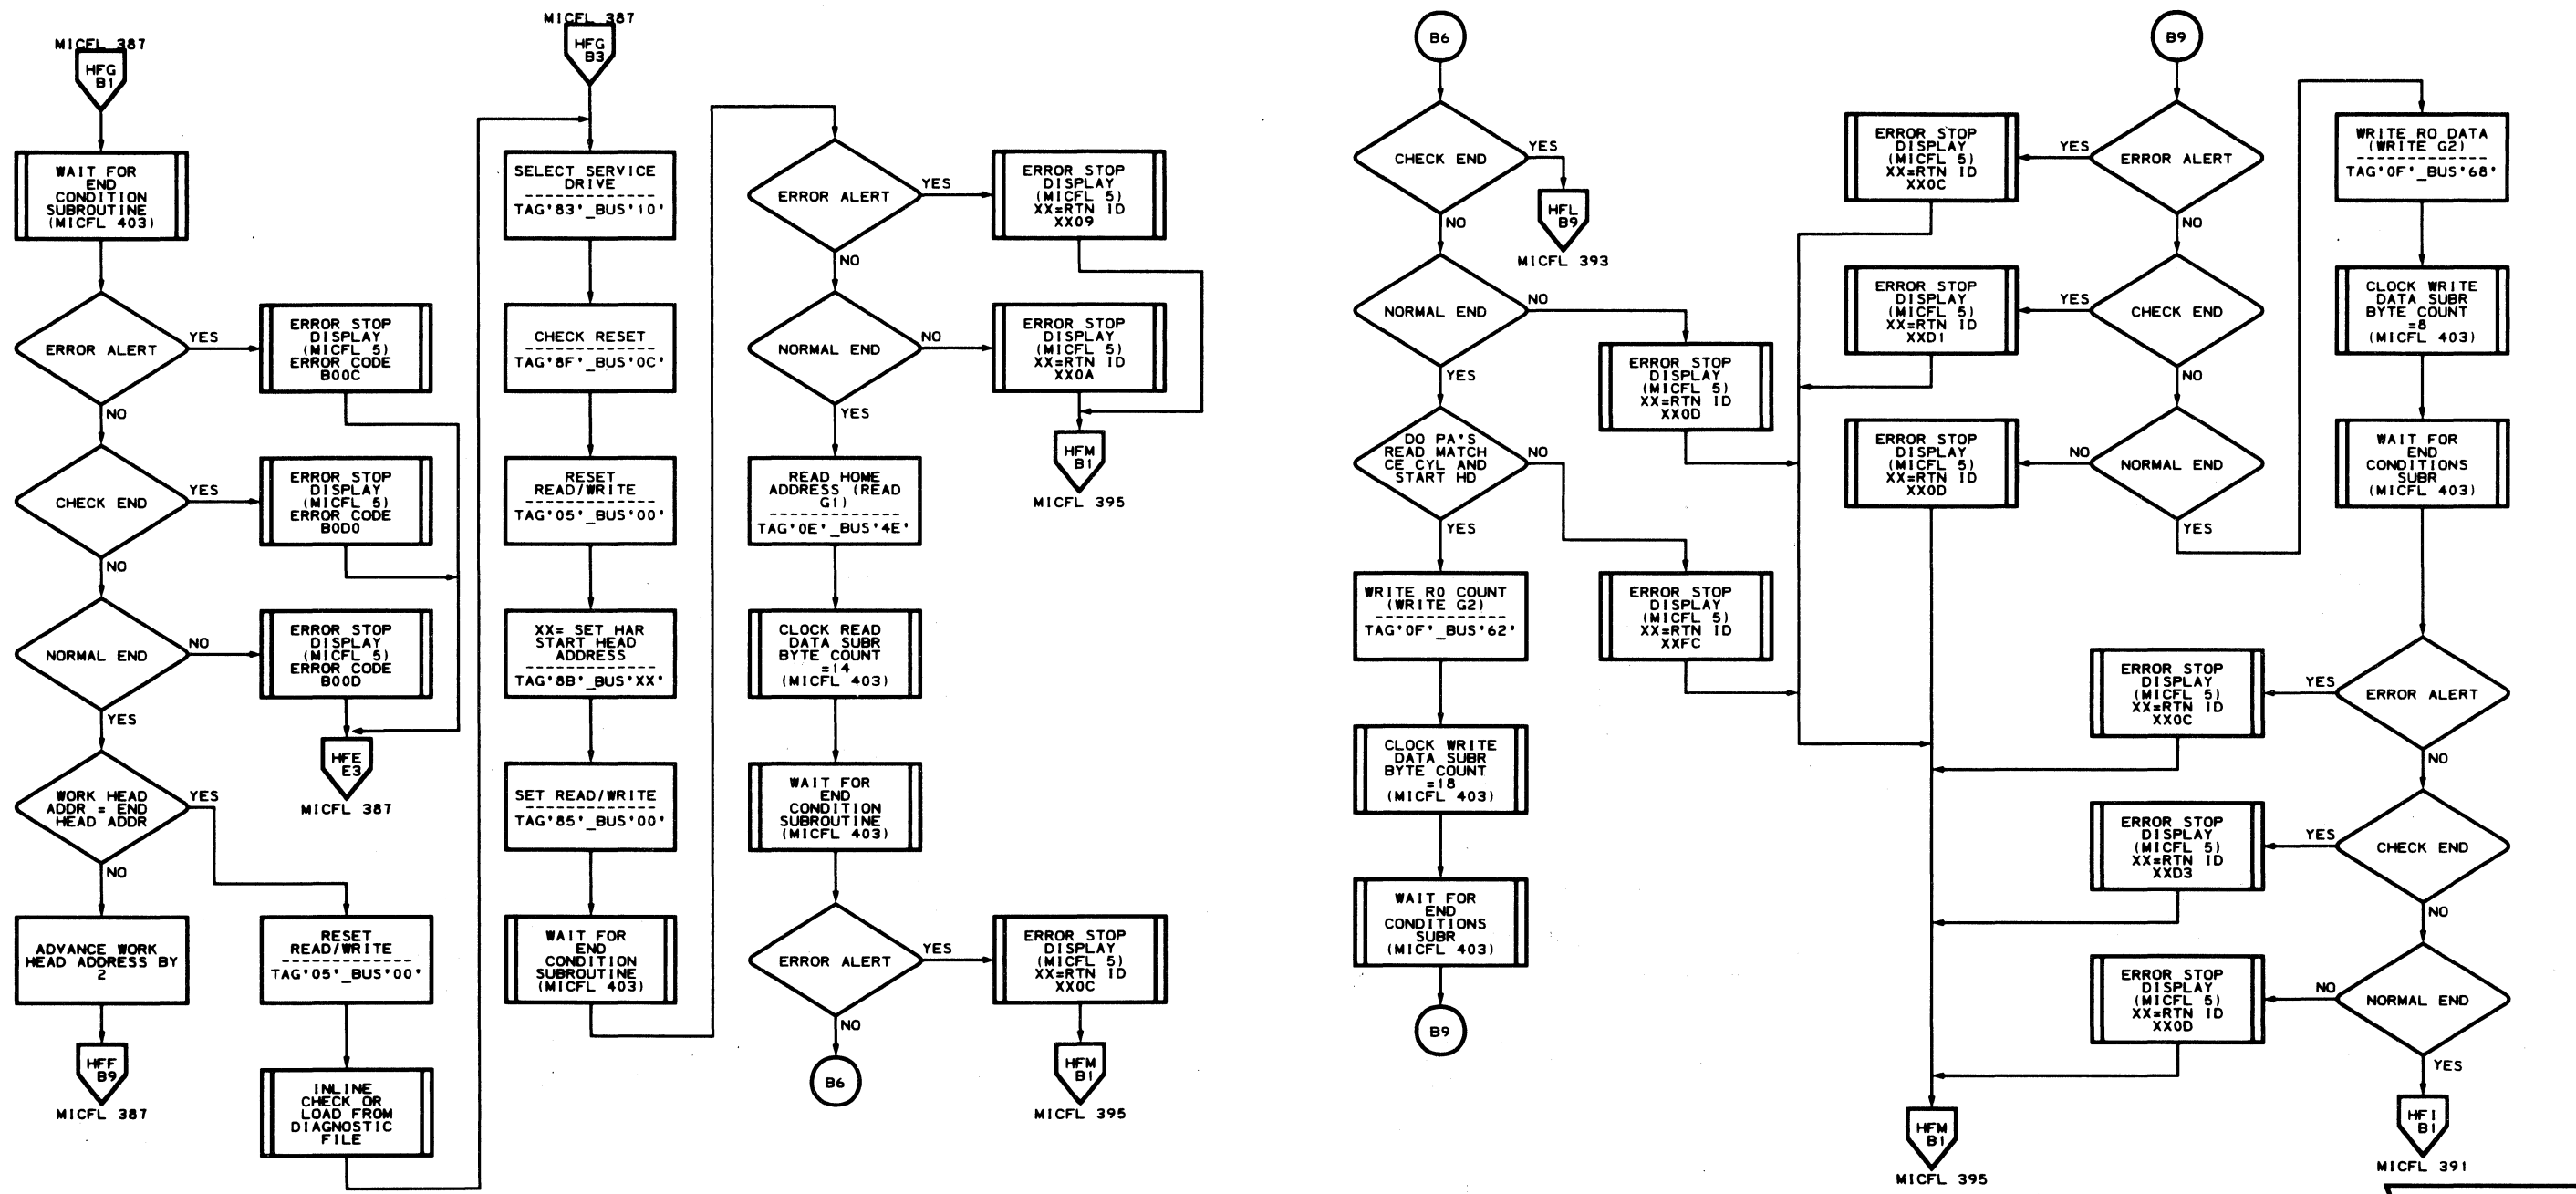 MICFL 387
HFG
B1
WAIT FOR
END
CONDITION
SUBROUTINE
(MICFL 403)
ERROR ALERT
YES
ERROR STOP
DISPLAY
(MICFL 5)
ERROR CODE
B00C
NO
CHECK END
YES
ERROR STOP
DISPLAY
(MICFL 5)
ERROR CODE
B0D0
NO
NORMAL END
NO
ERROR STOP
DISPLAY
(MICFL 5)
ERROR CODE
B00D
YES
HFE
E3
MICFL 387
WORK HEAD
ADDR = END
HEAD ADDR
YES
NO
ADVANCE WORK
HEAD ADDRESS BY
2
HFF
B9
MICFL 387
RESET
READ/WRITE
-------------
TAG'05'_BUS'00'
INLINE
CHECK OR
LOAD FROM
DIAGNOSTIC
FILE
MICFL 387
HFG
B3
SELECT SERVICE
DRIVE
-------------
TAG'83'_BUS'10'
CHECK RESET
-------------
TAG'8F'_BUS'0C'
RESET
READ/WRITE
-------------
TAG'05'_BUS'00'
XX= SET HAR
START HEAD
ADDRESS
-------------
TAG'8B'_BUS'XX'
SET READ/WRITE
-------------
TAG'85'_BUS'00'
WAIT FOR
END
CONDITION
SUBROUTINE
(MICFL 403)
ERROR ALERT
YES
ERROR STOP
DISPLAY
(MICFL 5)
XX=RTN ID
XX09
NO
NORMAL END
NO
ERROR STOP
DISPLAY
(MICFL 5)
XX=RTN ID
XX0A
YES
HFM
B1
MICFL 395
READ HOME
ADDRESS (READ
G1)
-------------
TAG'0E'_BUS'4E'
CLOCK READ
DATA SUBR
BYTE COUNT
=14
(MICFL 403)
WAIT FOR
END
CONDITION
SUBROUTINE
(MICFL 403)
ERROR ALERT
YES
ERROR STOP
DISPLAY
(MICFL 5)
XX=RTN ID
XX0C
NO
B6
HFM
B1
MICFL 395
B6
CHECK END
YES
HFL
B9
MICFL 393
NO
NORMAL END
NO
ERROR STOP
DISPLAY
(MICFL 5)
XX=RTN ID
XX0D
YES
DO PA'S
READ MATCH
CE CYL AND
START HD
NO
ERROR STOP
DISPLAY
(MICFL 5)
XX=RTN ID
XXFC
YES
WRITE R0 COUNT
(WRITE G2)
-------------
TAG'0F'_BUS'62'
CLOCK WRITE
DATA SUBR
BYTE COUNT
=18
(MICFL 403)
WAIT FOR
END
CONDITIONS
SUBR
(MICFL 403)
B9
B9
ERROR ALERT
YES
ERROR STOP
DISPLAY
(MICFL 5)
XX=RTN ID
XX0C
NO
CHECK END
YES
ERROR STOP
DISPLAY
(MICFL 5)
XX=RTN ID
XXD1
NO
NORMAL END
NO
ERROR STOP
DISPLAY
(MICFL 5)
XX=RTN ID
XX0D
YES
WRITE R0 DATA
(WRITE G2)
-------------
TAG'0F'_BUS'68'
CLOCK WRITE
DATA SUBR
BYTE COUNT
=8
(MICFL 403)
WAIT FOR
END
CONDITIONS
SUBR
(MICFL 403)
ERROR ALERT
YES
ERROR STOP
DISPLAY
(MICFL 5)
XX=RTN ID
XX0C
NO
CHECK END
YES
ERROR STOP
DISPLAY
(MICFL 5)
XX=RTN ID
XXD3
NO
NORMAL END
NO
ERROR STOP
DISPLAY
(MICFL 5)
XX=RTN ID
XX0D
YES
HFM
B1
MICFL 395
HFI
B1
MICFL 391